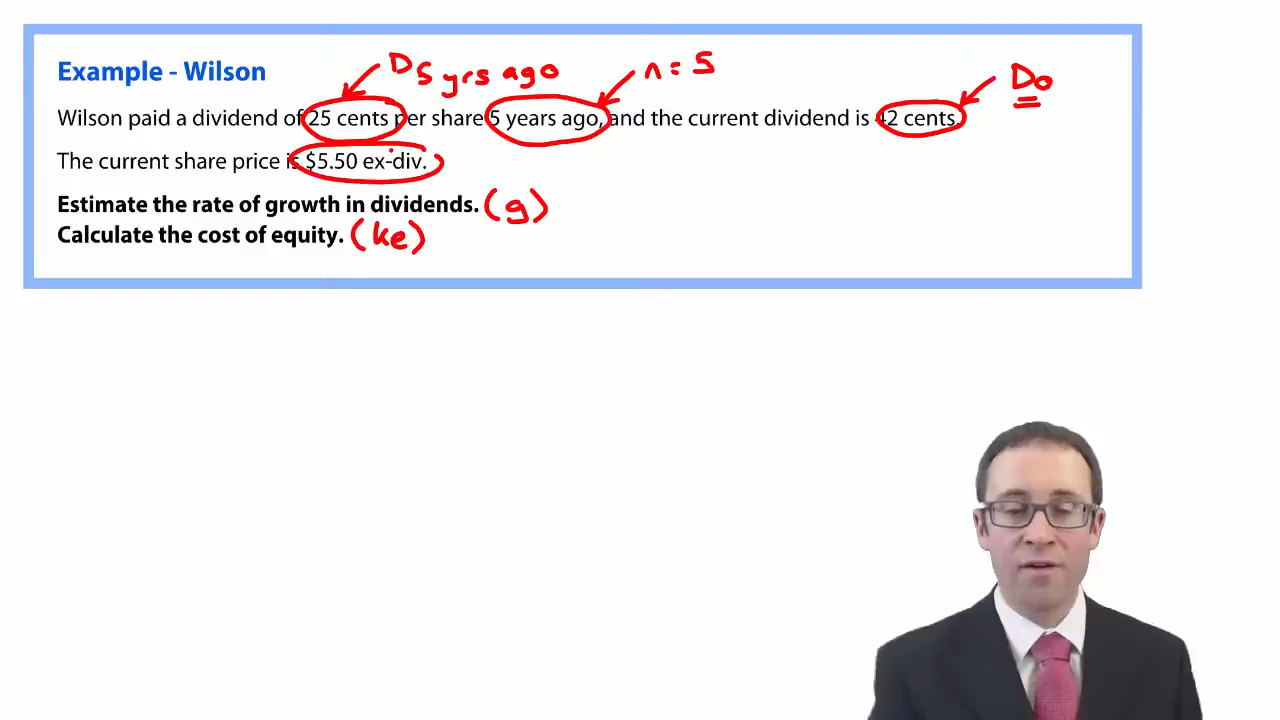 Example - Wilson
D 5 yrs ago
n = 5
Do
Wilson paid a dividend of 25 cents per share 5 years ago, and the current dividend is 42 cents.
The current share price is $5.50 ex-div.
Estimate the rate of growth in dividends. (g)
Calculate the cost of equity. (ke)